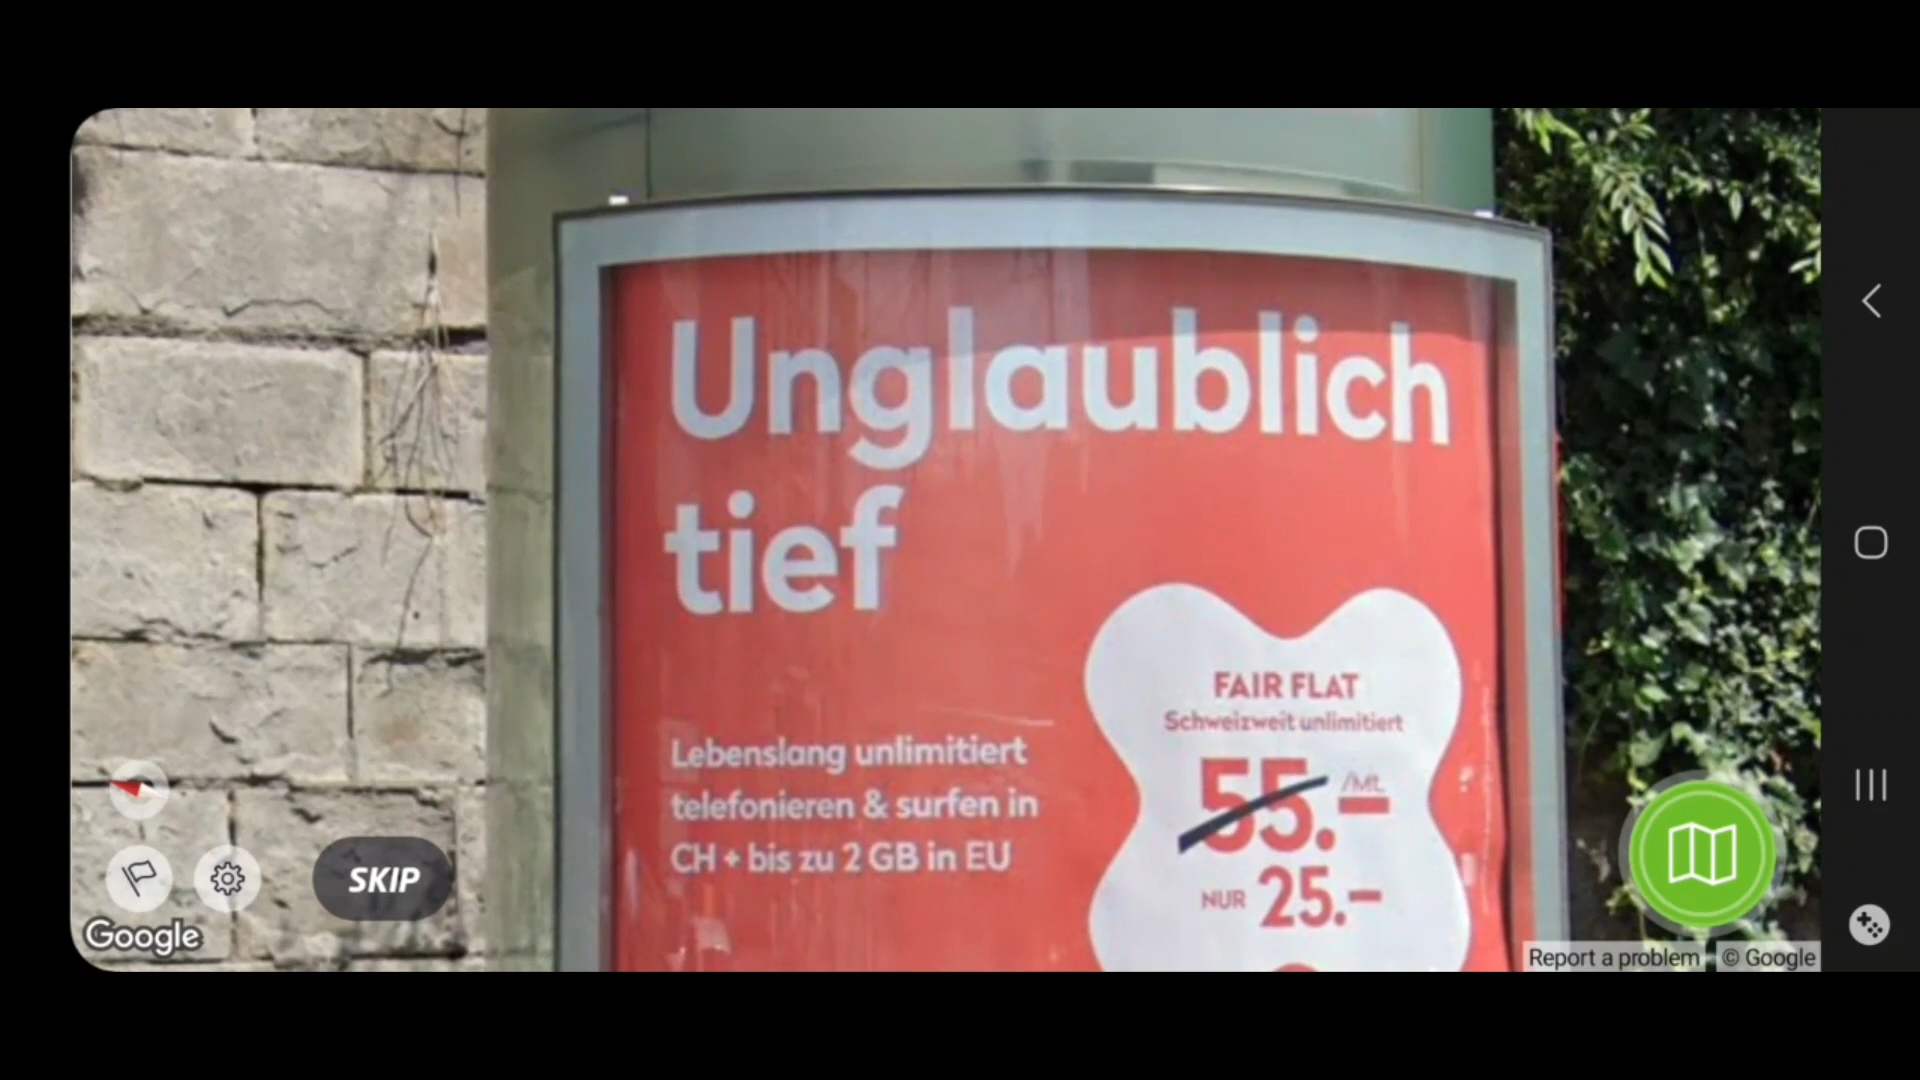 Unglaublich
tief
FAIR FLAT
Schweizweit unlimitiert
55.– /Mt.
NUR 25.–
Lebenslang unlimitiert
telefonieren & surfen in
CH + bis zu 2 GB in EU
SKIP
Google
Report a problem
© Google